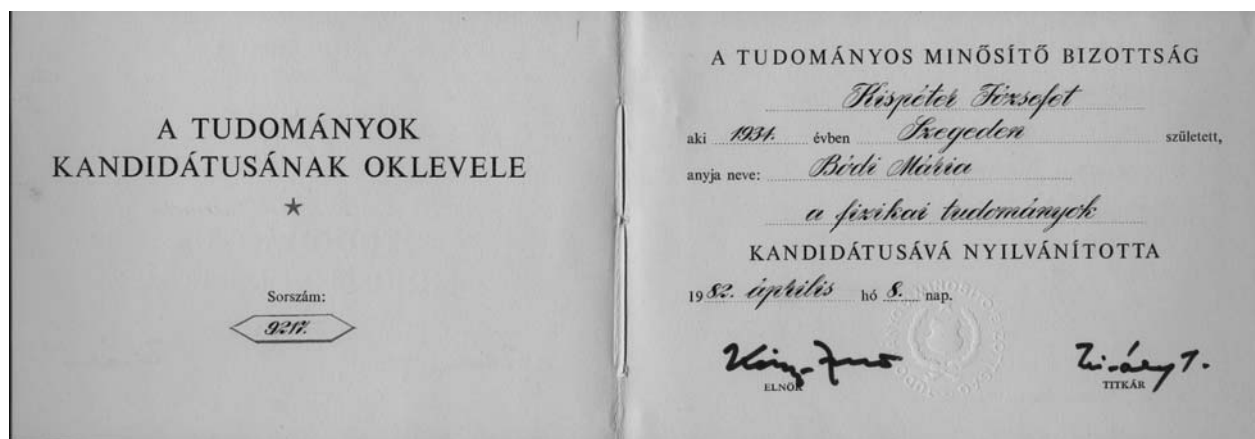 A TUDOMÁNYOK
KANDIDÁTUSÁNAK OKLEVELE
Sorszám:
9217.
A TUDOMÁNYOS MINŐSÍTŐ BIZOTTSÁG
Kispéter Józsefet
aki 1931. évben Szegeden született,
anyja neve: Bódi Mária
a fizikai tudományok
KANDIDÁTUSÁVÁ NYILVÁNÍTOTTA
1982. április hó 8. nap.
ELNÖK
TITKÁR